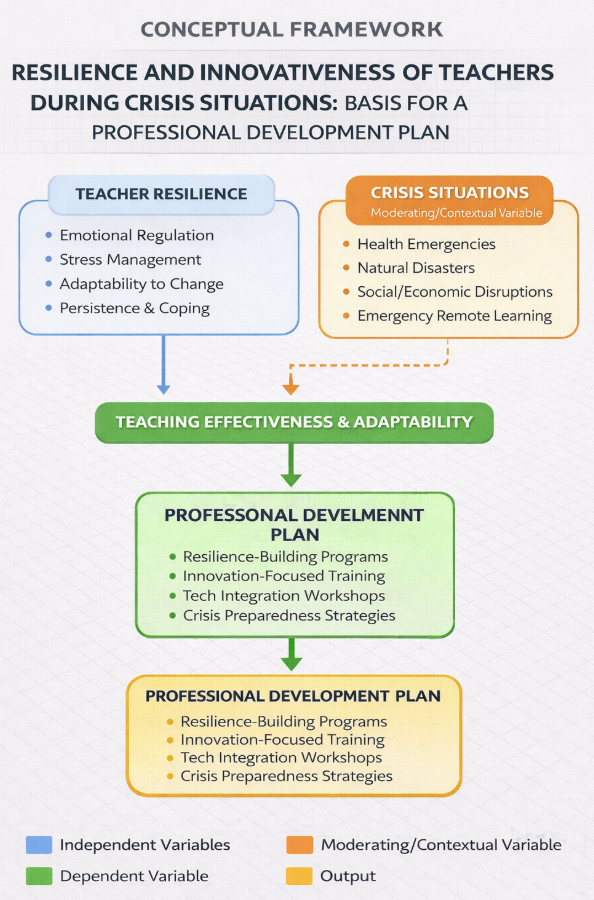 CONCEPTUAL FRAMEWORK
RESILIENCE AND INNOVATIVENESS OF TEACHERS
DURING CRISIS SITUATIONS: BASIS FOR A
PROFESSIONAL DEVELOPMENT PLAN
TEACHER RESILIENCE
• Emotional Regulation
• Stress Management
• Adaptability to Change
• Persistence & Coping
CRISIS SITUATIONS
Moderating/Contextual Variable
• Health Emergencies
• Natural Disasters
• Social/Economic Disruptions
• Emergency Remote Learning
TEACHING EFFECTIVENESS & ADAPTABILITY
PROFESSONAL DEVELMENNT
PLAN
• Resilience-Building Programs
• Innovation-Focused Training
• Tech Integration Workshops
• Crisis Preparedness Strategies
PROFESSIONAL DEVELOPMENT PLAN
• Resilience-Building Programs
• Innovation-Focused Training
• Tech Integration Workshops
• Crisis Preparedness Strategies
Independent Variables
Moderating/Contextual Variable
Dependent Variable
Output